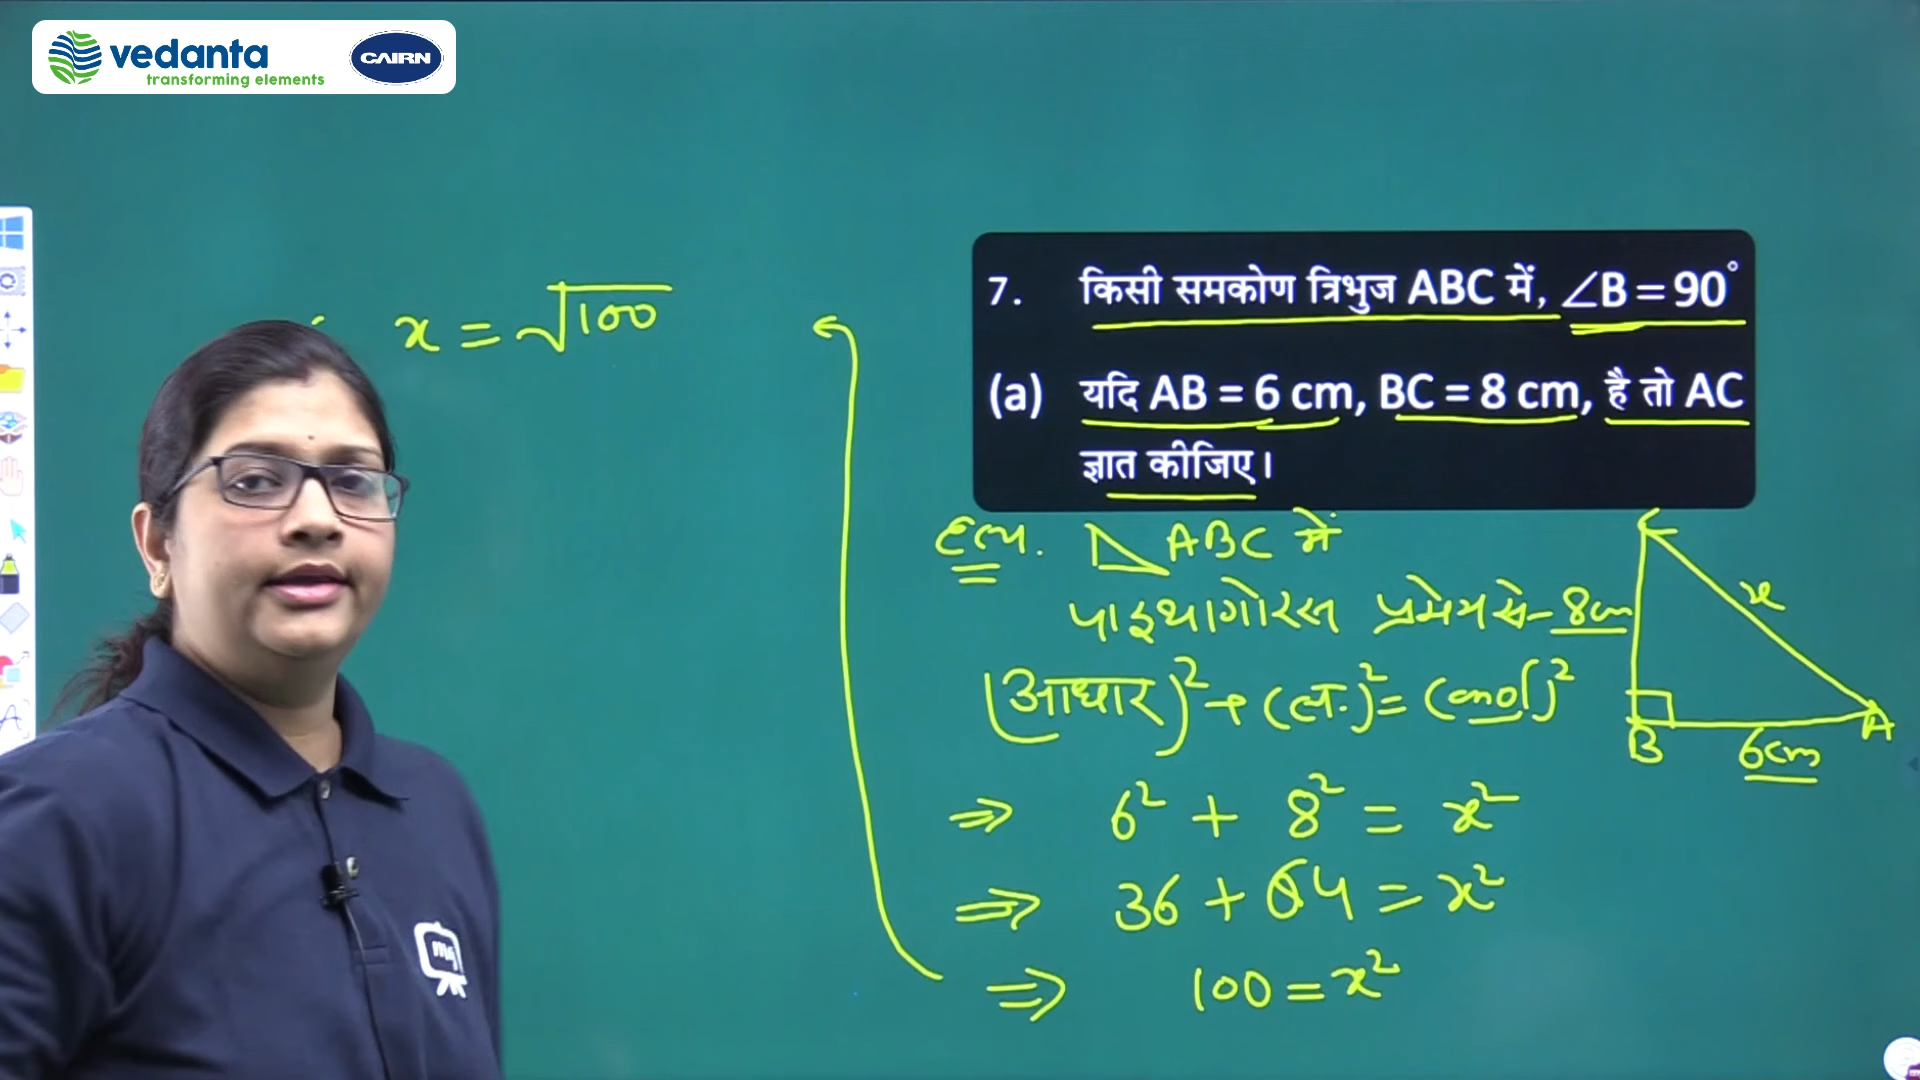 vedanta
transforming elements
CAIRN
7. किसी समकोण त्रिभुज ABC में, ∠B = 90°
(a) यदि AB = 6 cm, BC = 8 cm, है तो AC
ज्ञात कीजिए।
हल. ABC में
पाइथागोरस प्रमेय से-
(आधार)² + (ल.)² = (कर्ण)²
⇒ 6² + 8² = x²
⇒ 36 + 64 = x²
⇒ 100 = x²
x = √100
C
x
8cm
B
6cm
A
mg